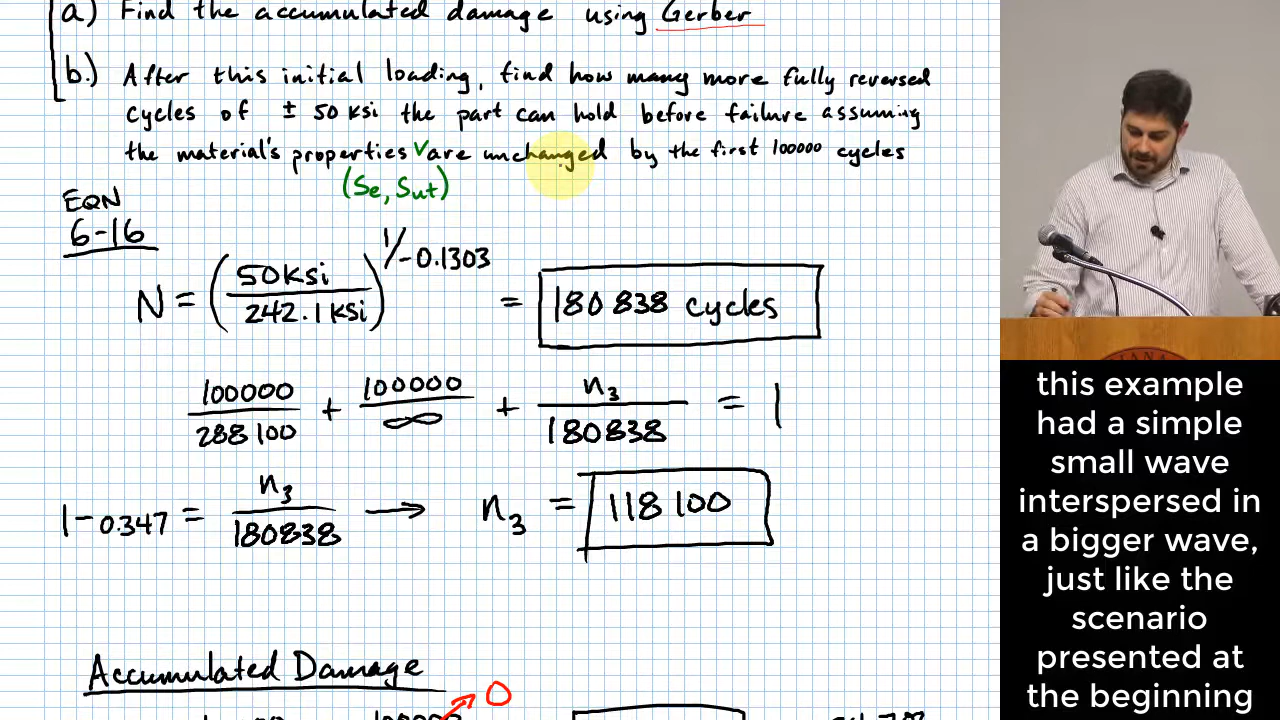 a) Find the accumulated damage using Gerber
b.) After this initial loading, find how many more fully reversed
cycles of ± 50 ksi the part can hold before failure assuming
the material's properties V are unchanged by the first 100000 cycles
(Se, Sut)
EQN
6-16
N = (50 ksi / 242.1 ksi)^1/-0.1303 = 180 838 cycles
100000/288 100 + 100000/∞ + n3/180838 = 1
1 - 0.347 = n3/180838 → n3 = 118 100
Accumulated Damage
0
this example
had a simple
small wave
interspersed in
a bigger wave,
just like the
scenario
presented at
the beginning